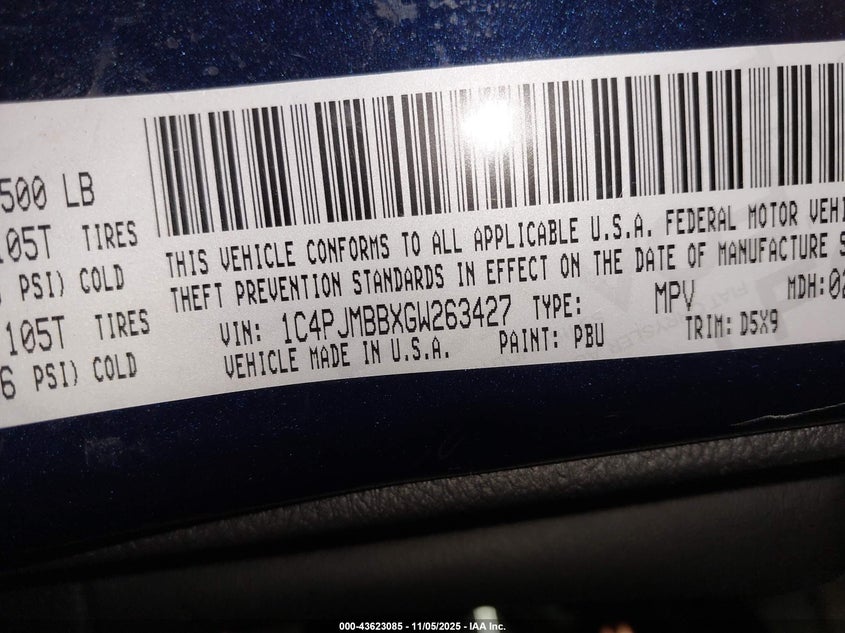 500 LB
105T TIRES
PSI) COLD
105T TIRES
6 PSI) COLD
THIS VEHICLE CONFORMS TO ALL APPLICABLE U.S.A. FEDERAL MOTOR VEHI
THEFT PREVENTION STANDARDS IN EFFECT ON THE DATE OF MANUFACTURE S
VIN: 1C4PJMBBXGW263427 TYPE: MPV MDH:02
VEHICLE MADE IN U.S.A. PAINT: PBU TRIM: D5X9
000-43623085 - 11/05/2025 - IAA Inc.